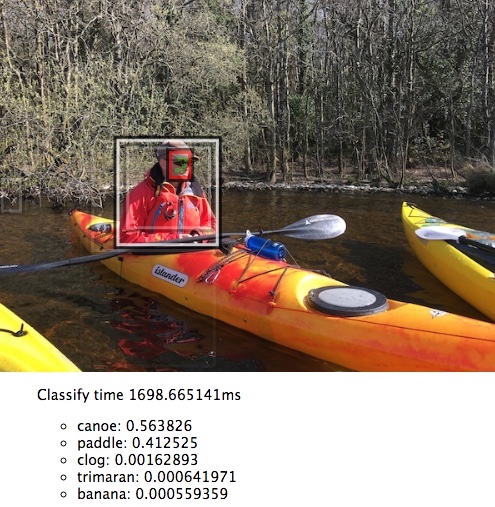 islander
Classify time 1698.665141ms
canoe: 0.563826
paddle: 0.412525
clog: 0.00162893
trimaran: 0.000641971
banana: 0.000559359